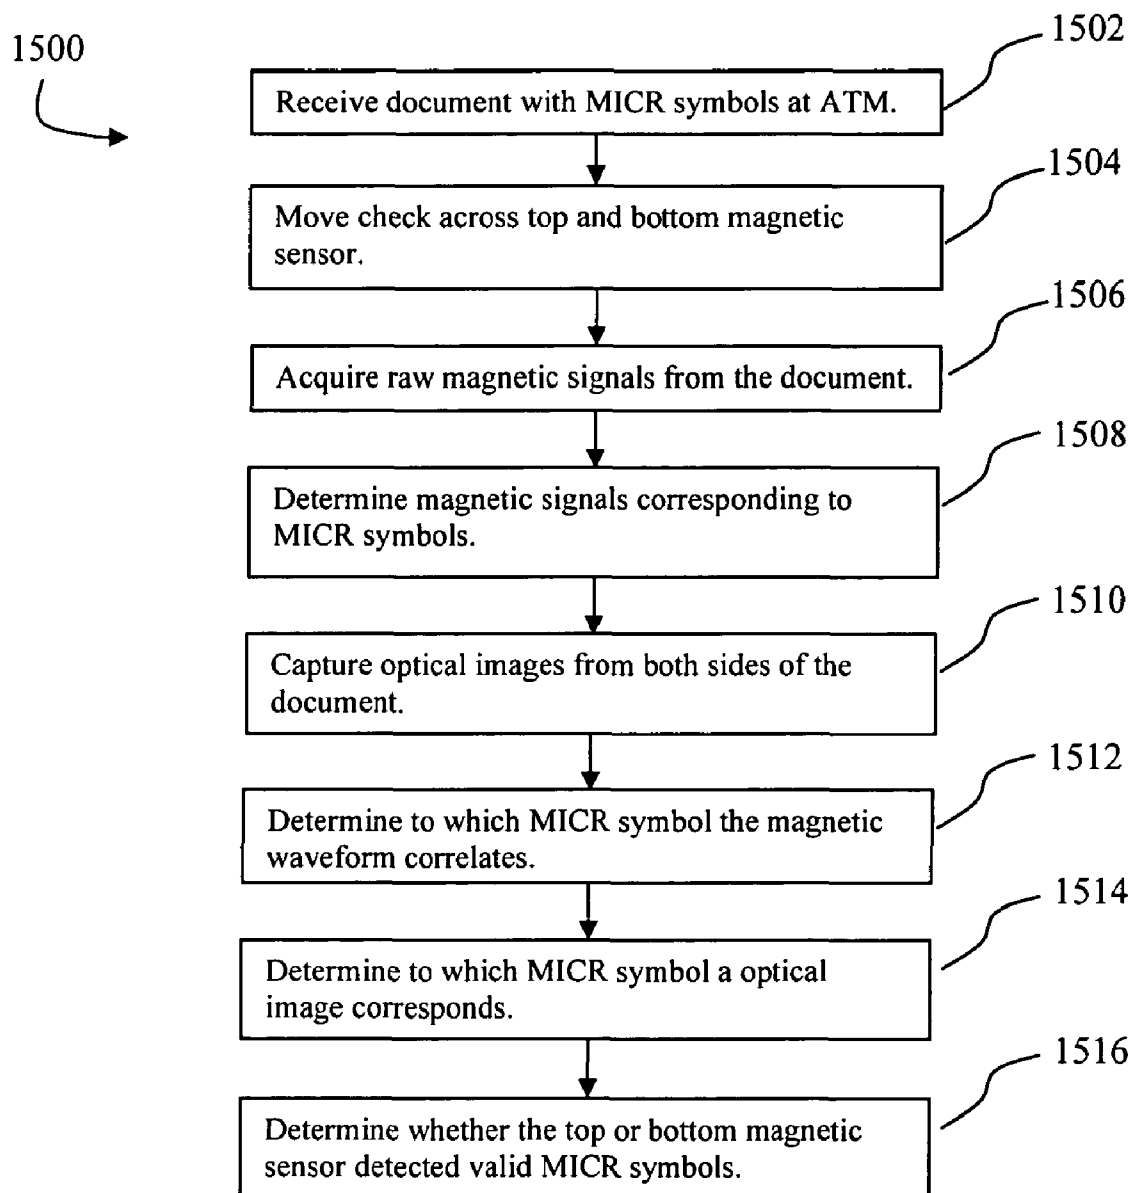 1500
1502
Receive document with MICR symbols at ATM.
1504
Move check across top and bottom magnetic
sensor.
1506
Acquire raw magnetic signals from the document.
1508
Determine magnetic signals corresponding to
MICR symbols.
1510
Capture optical images from both sides of the
document.
1512
Determine to which MICR symbol the magnetic
waveform correlates.
1514
Determine to which MICR symbol a optical
image corresponds.
1516
Determine whether the top or bottom magnetic
sensor detected valid MICR symbols.